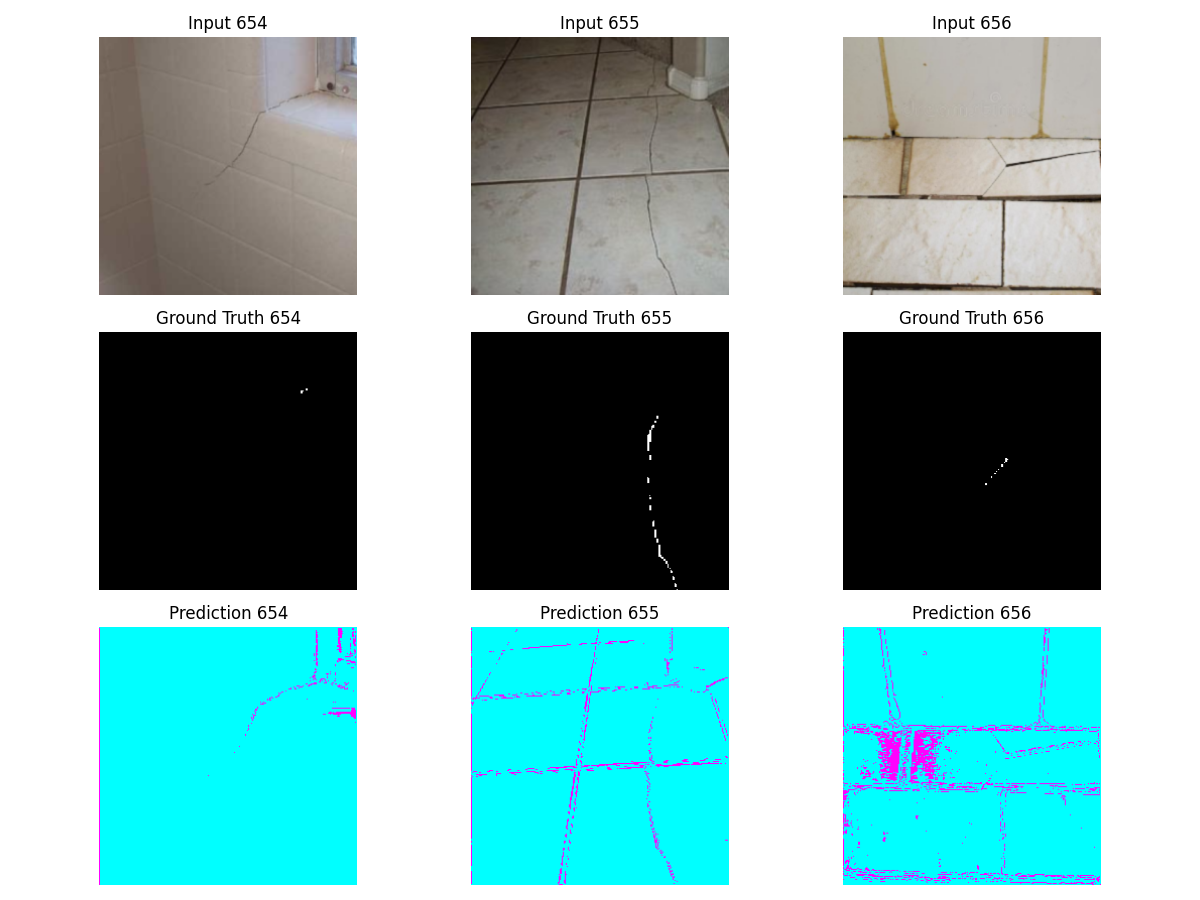 Input 654
Input 655
Input 656
Ground Truth 654
Ground Truth 655
Ground Truth 656
Prediction 654
Prediction 655
Prediction 656